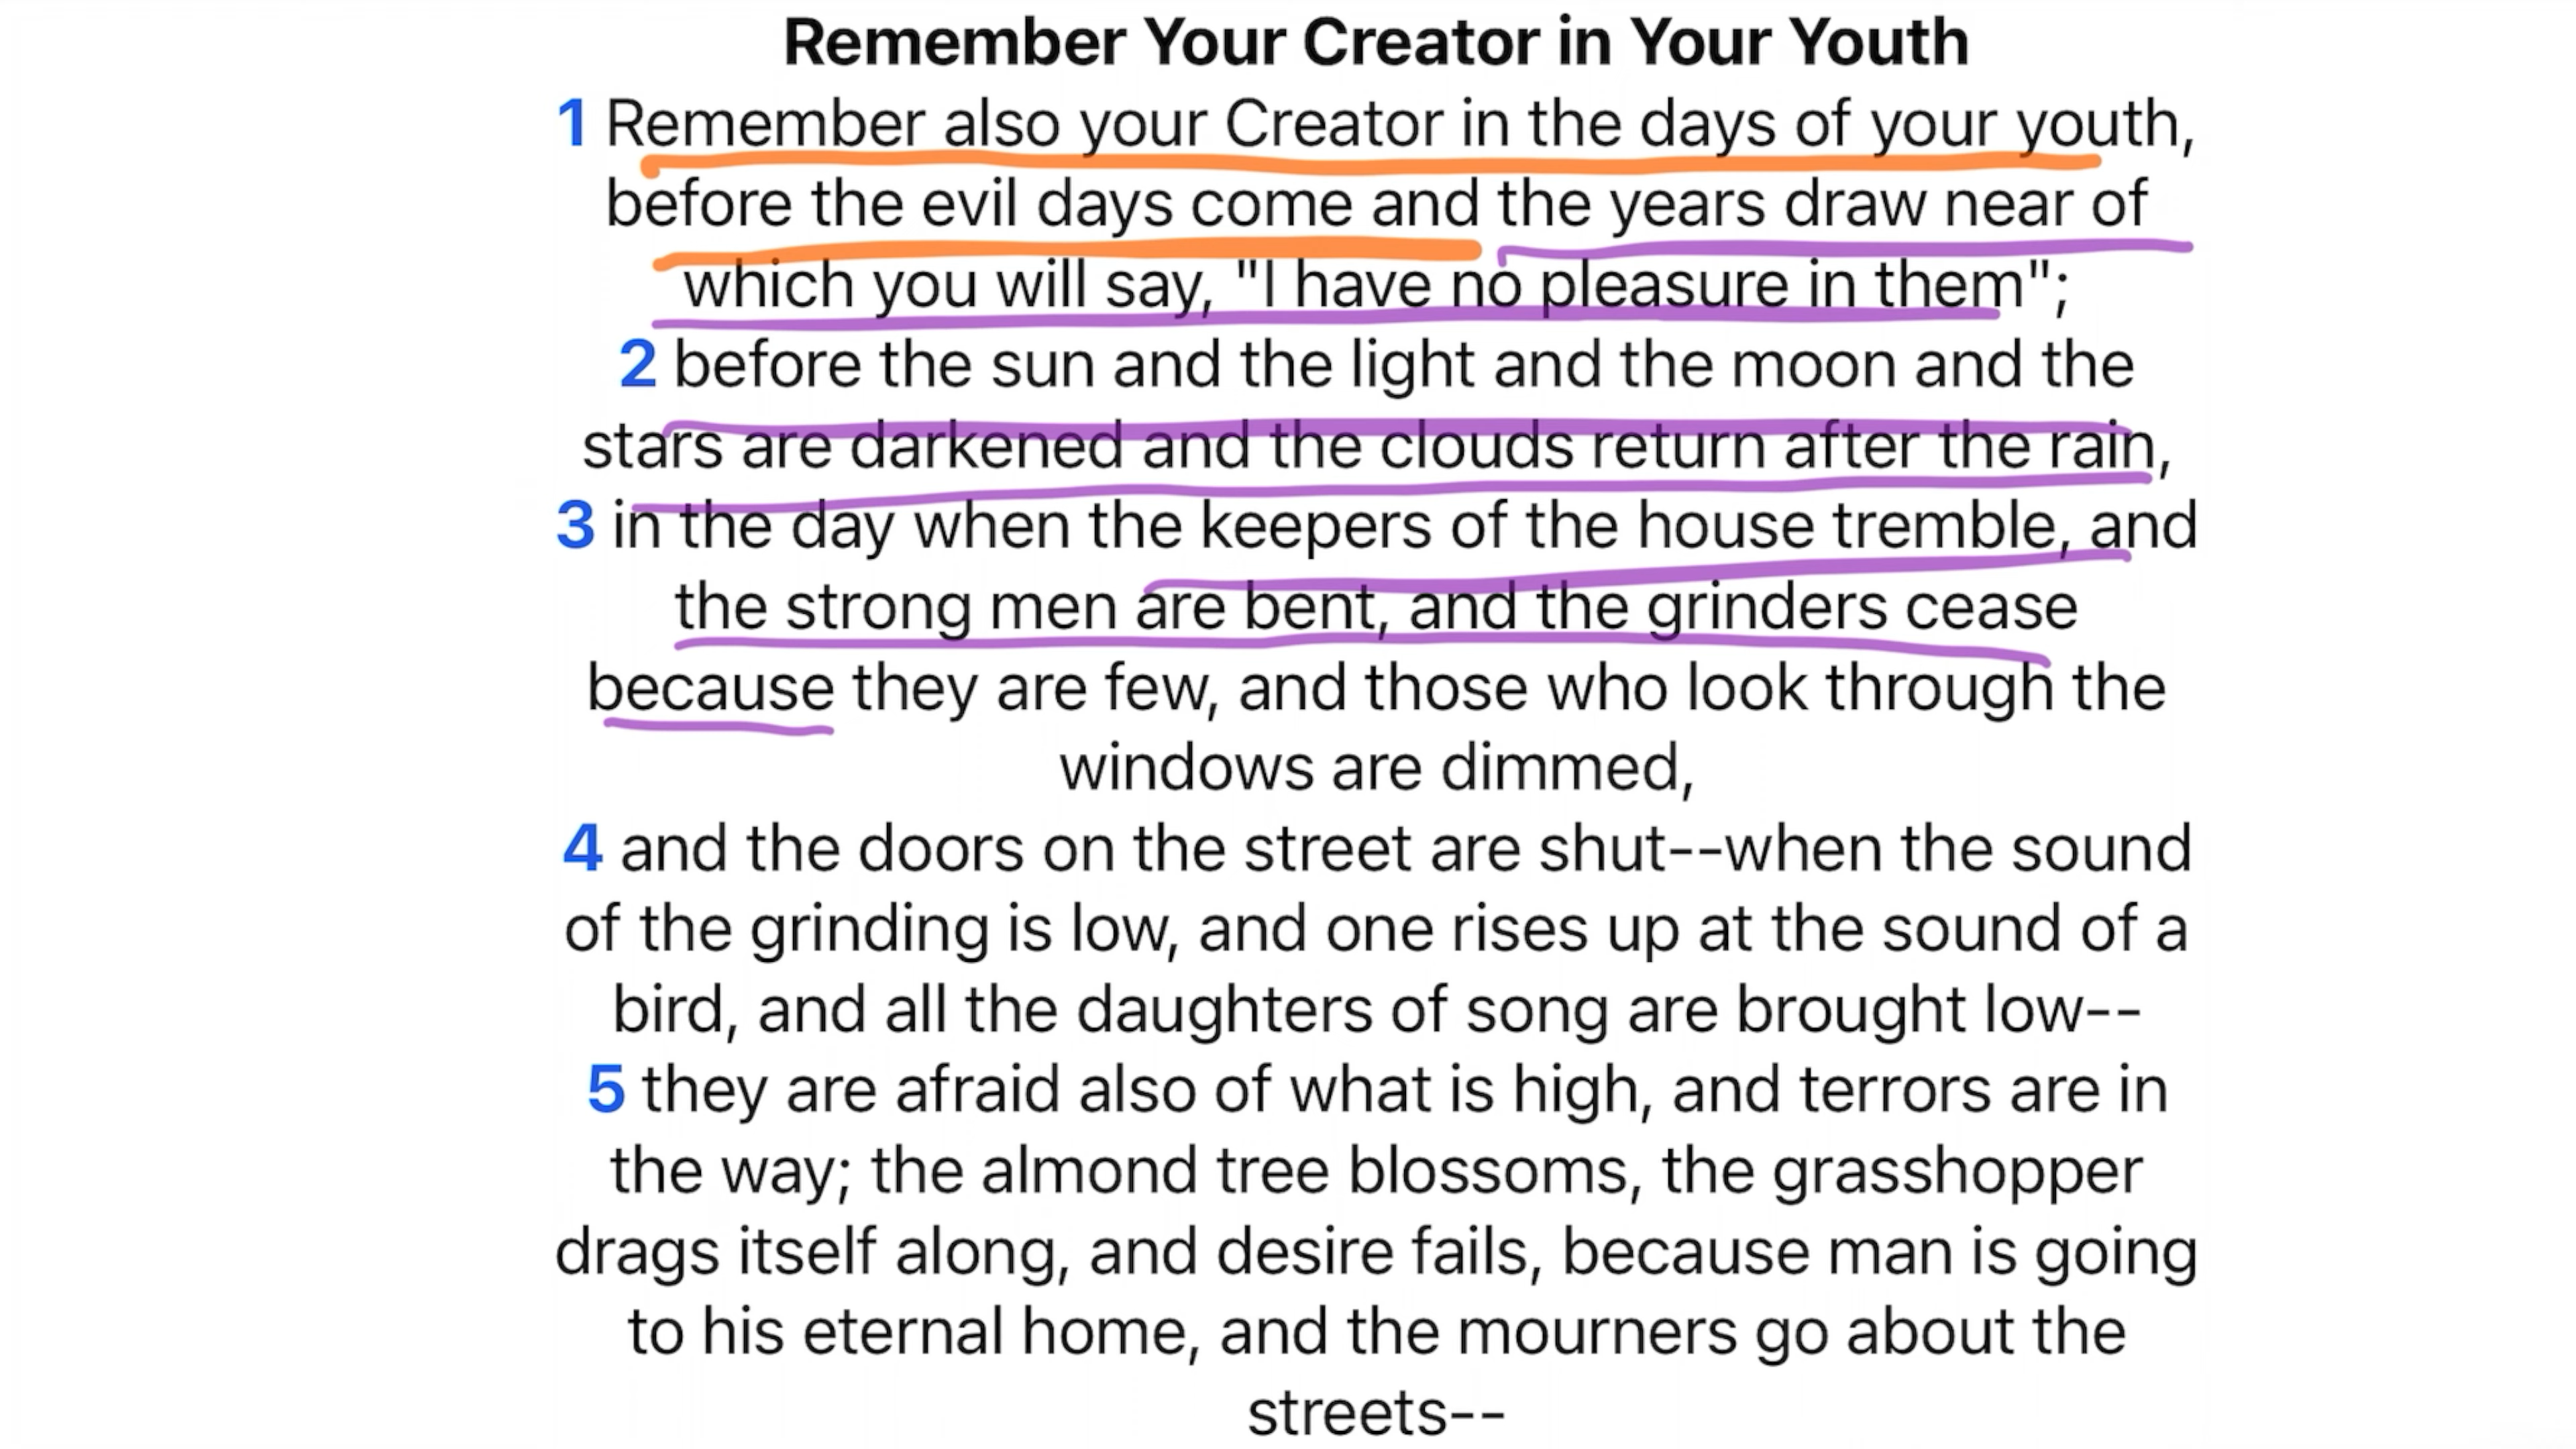 Remember Your Creator in Your Youth
1 Remember also your Creator in the days of your youth,
before the evil days come and the years draw near of
which you will say, "I have no pleasure in them";
2 before the sun and the light and the moon and the
stars are darkened and the clouds return after the rain,
3 in the day when the keepers of the house tremble, and
the strong men are bent, and the grinders cease
because they are few, and those who look through the
windows are dimmed,
4 and the doors on the street are shut--when the sound
of the grinding is low, and one rises up at the sound of a
bird, and all the daughters of song are brought low--
5 they are afraid also of what is high, and terrors are in
the way; the almond tree blossoms, the grasshopper
drags itself along, and desire fails, because man is going
to his eternal home, and the mourners go about the
streets--